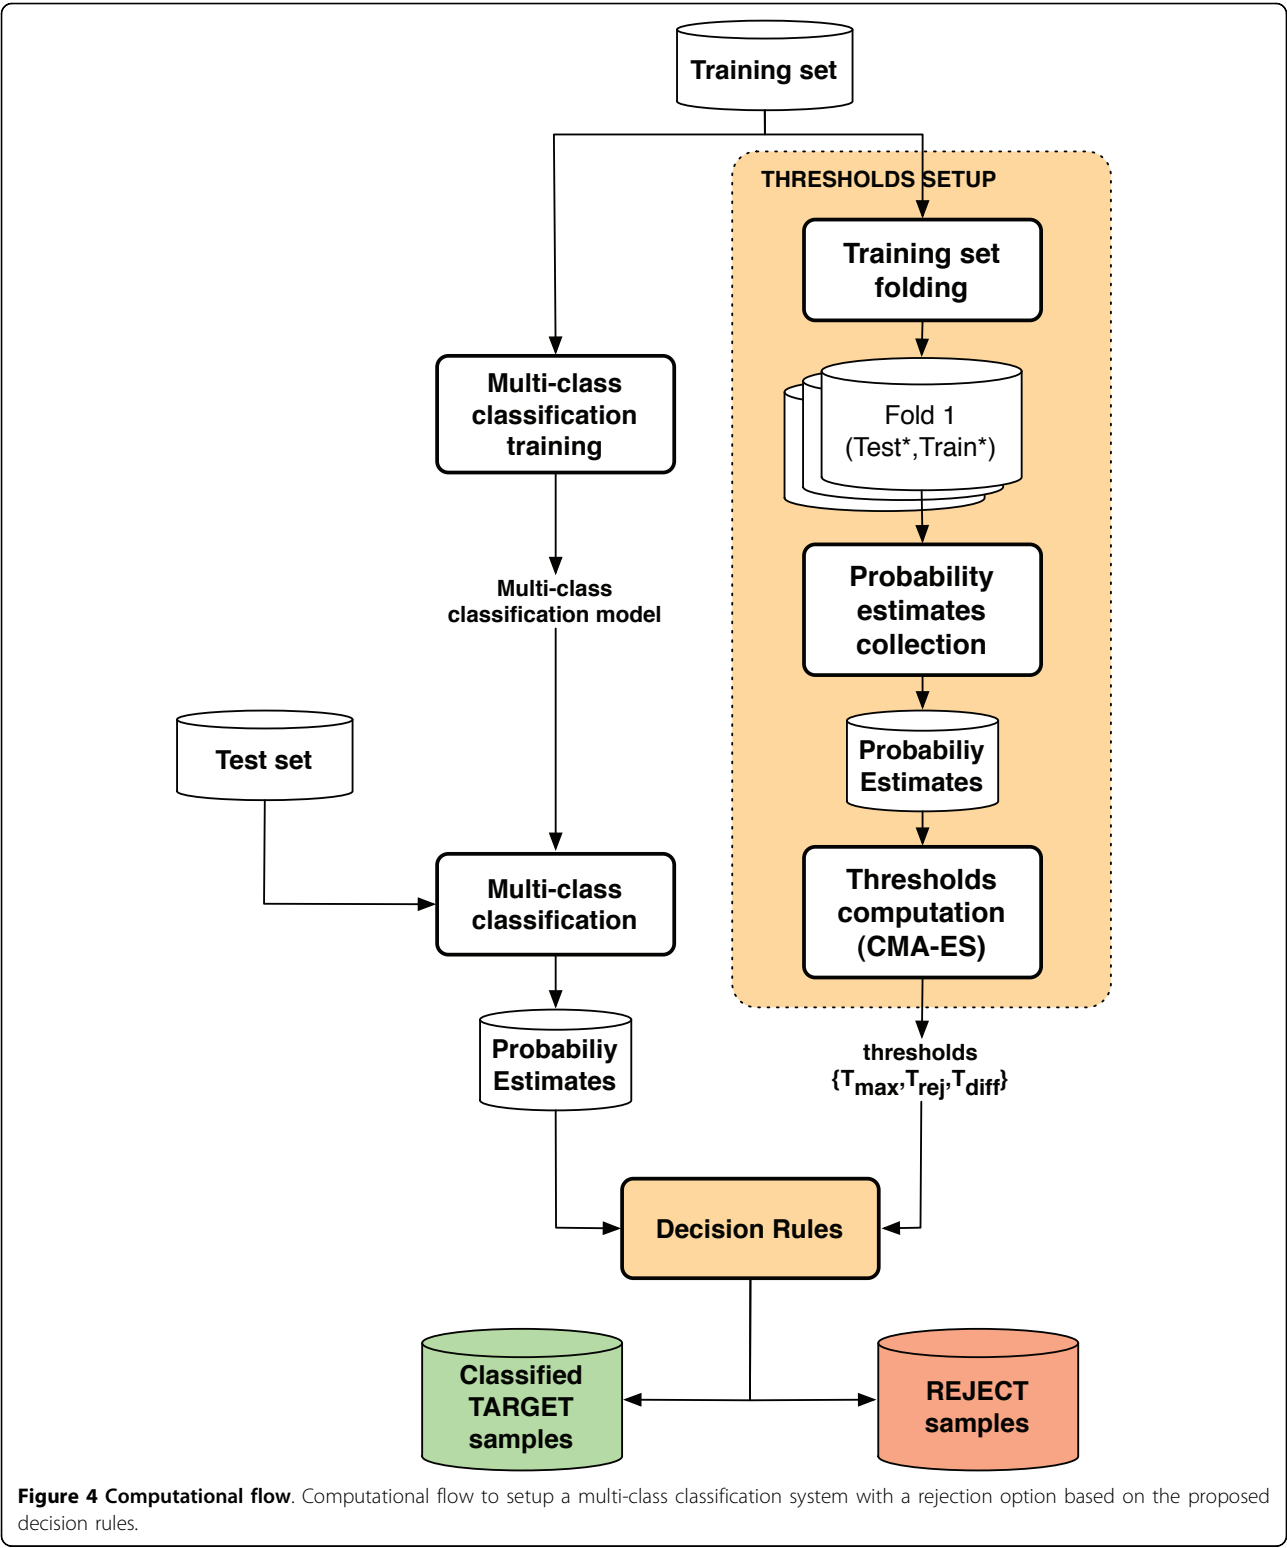 Training set
THRESHOLDS SETUP
Training set
folding
Fold 1
(Test*,Train*)
Multi-class
classification
training
Probability
estimates
collection
Multi-class
classification model
Test set
Probabiliy
Estimates
Multi-class
classification
Thresholds
computation
(CMA-ES)
Probabiliy
Estimates
thresholds
{Tmax,Trej,Tdiff}
Decision Rules
Classified
TARGET
samples
REJECT
samples
Figure 4 Computational flow. Computational flow to setup a multi-class classification system with a rejection option based on the proposed
decision rules.